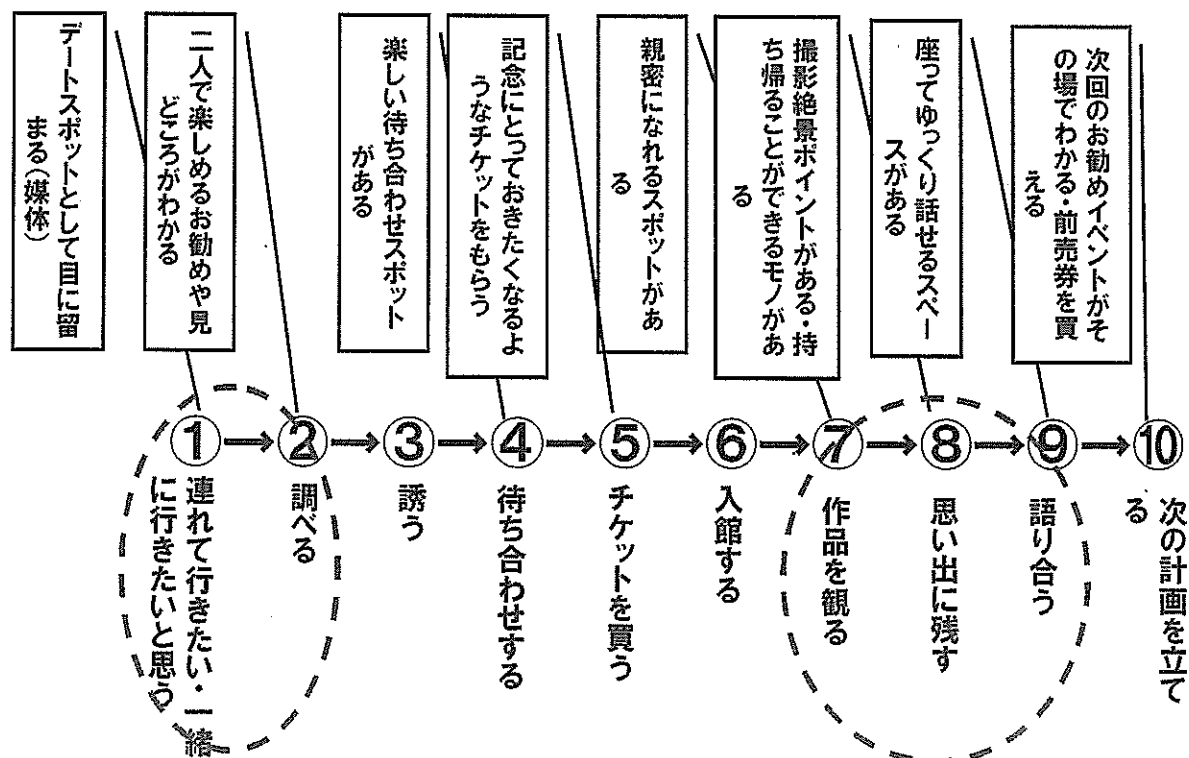 デートスポットとして目に留
まる(媒体)
二人で楽しめるお勧めや見
どころがわかる
楽しい待ち合わせスポット
がある
記念にとっておきたくなるよ
うなチケットをもらう
親密になれるスポットがあ
る
撮影絶景ポイントがある・持
ち帰ることができるモノがあ
る
座ってゆっくり話せるスペー
スがある
次回のお勧めイベントがそ
の場でわかる・前売券を買
える
①
連れて行きたい・一緒
に行きたいと思う
②
調べる
③
誘う
④
待ち合わせする
⑤
チケットを買う
⑥
入館する
⑦
作品を観る
⑧
思い出に残す
⑨
語り合う
⑩
次の計画を立て
る